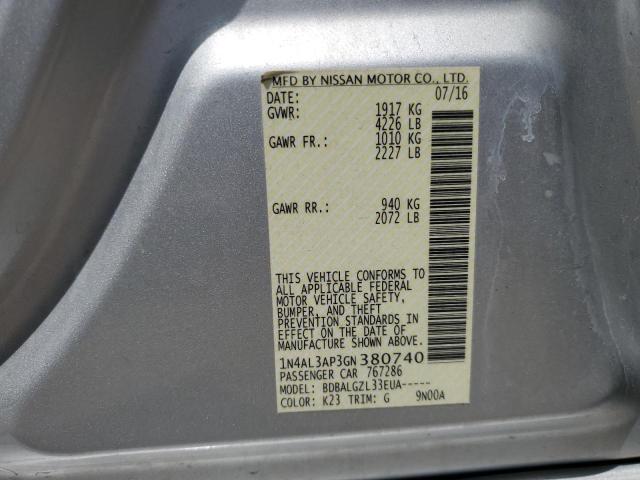 MFD BY NISSAN MOTOR CO., LTD.
DATE: 07/16
GVWR: 1917 KG
4226 LB
GAWR FR.: 1010 KG
2227 LB
GAWR RR.: 940 KG
2072 LB
THIS VEHICLE CONFORMS TO
ALL APPLICABLE FEDERAL
MOTOR VEHICLE SAFETY,
BUMPER, AND THEFT
PREVENTION STANDARDS IN
EFFECT ON THE DATE OF
MANUFACTURE SHOWN ABOVE.
1N4AL3AP3GN380740
PASSENGER CAR 767286
MODEL: BDBALGZL33EUA-----
COLOR: K23 TRIM: G 9N00A